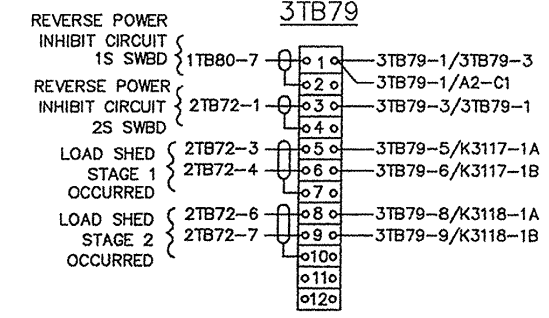 3TB79
REVERSE POWER
INHIBIT CIRCUIT
1S SWBD
1TB80-7
1
3TB79-1/3TB79-3
2
3TB79-1/A2-C1
REVERSE POWER
INHIBIT CIRCUIT
2S SWBD
2TB72-1
3
3TB79-3/3TB79-1
4
LOAD SHED
STAGE 1
OCCURRED
2TB72-3
5
3TB79-5/K3117-1A
2TB72-4
6
3TB79-6/K3117-1B
7
LOAD SHED
STAGE 2
OCCURRED
2TB72-6
8
3TB79-8/K3118-1A
2TB72-7
9
3TB79-9/K3118-1B
10
11
12